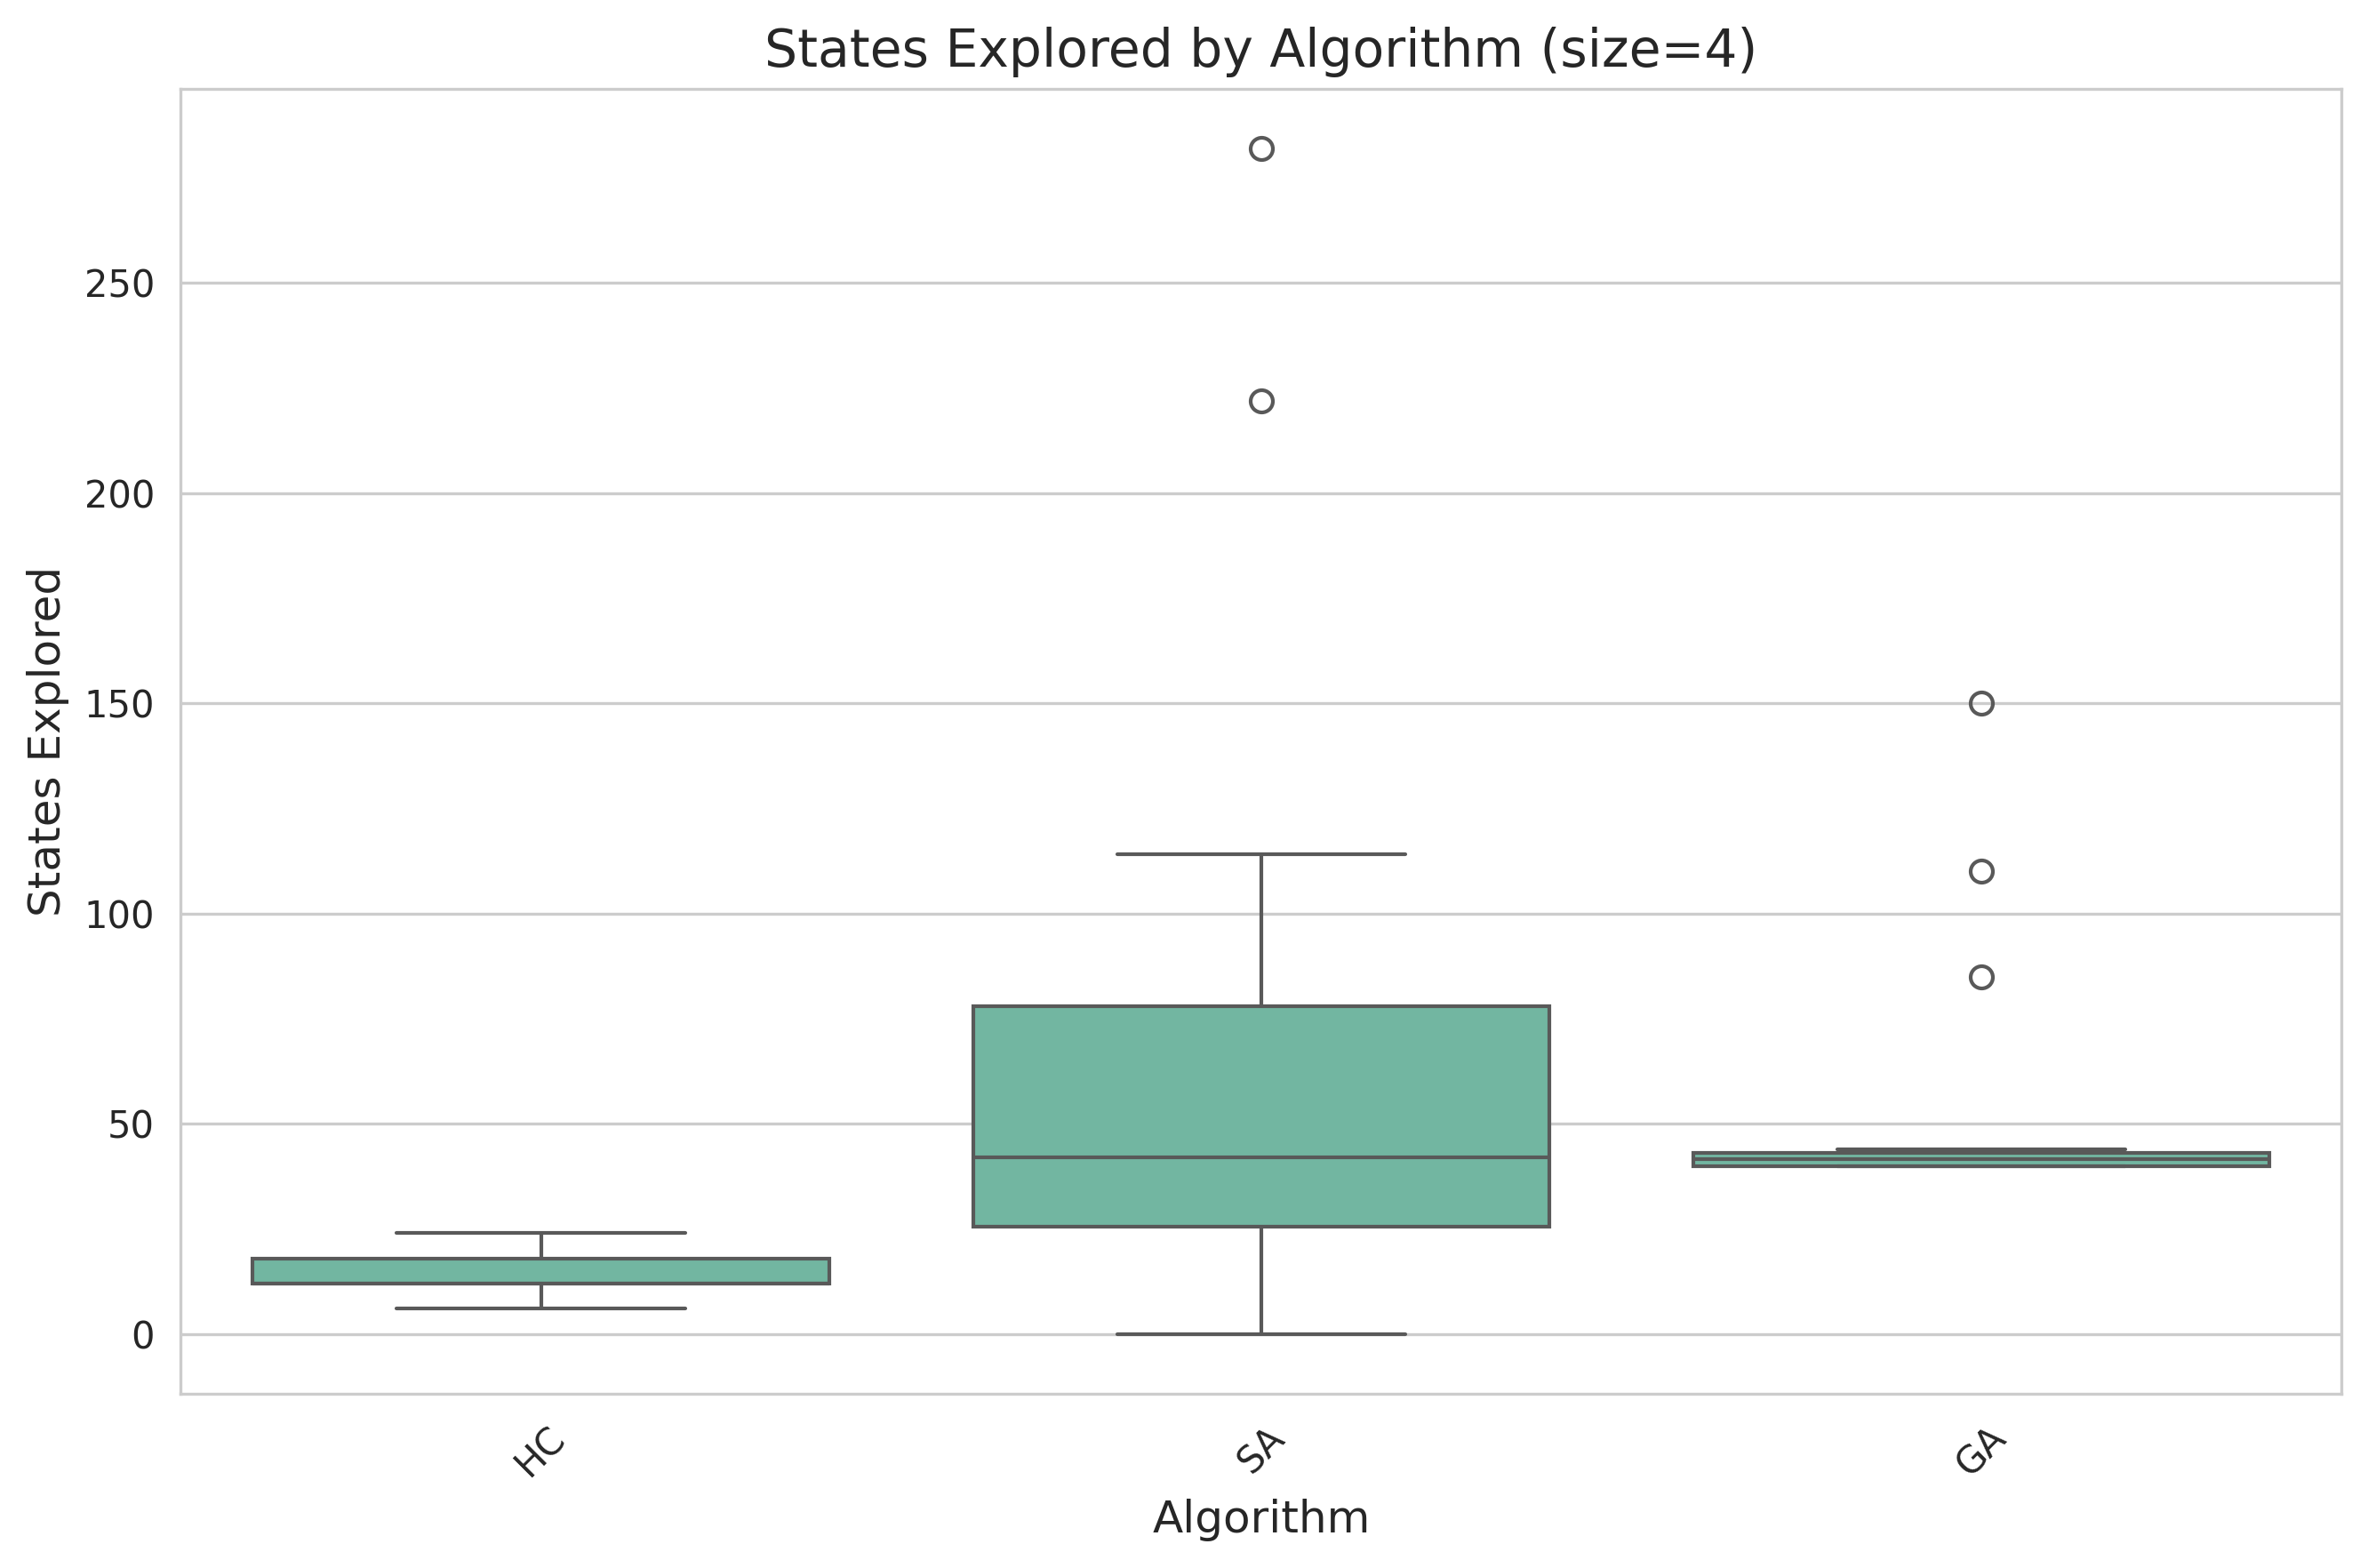 States Explored by Algorithm (size=4)
States Explored
250
200
150
100
50
0
HC
SA
GA
Algorithm